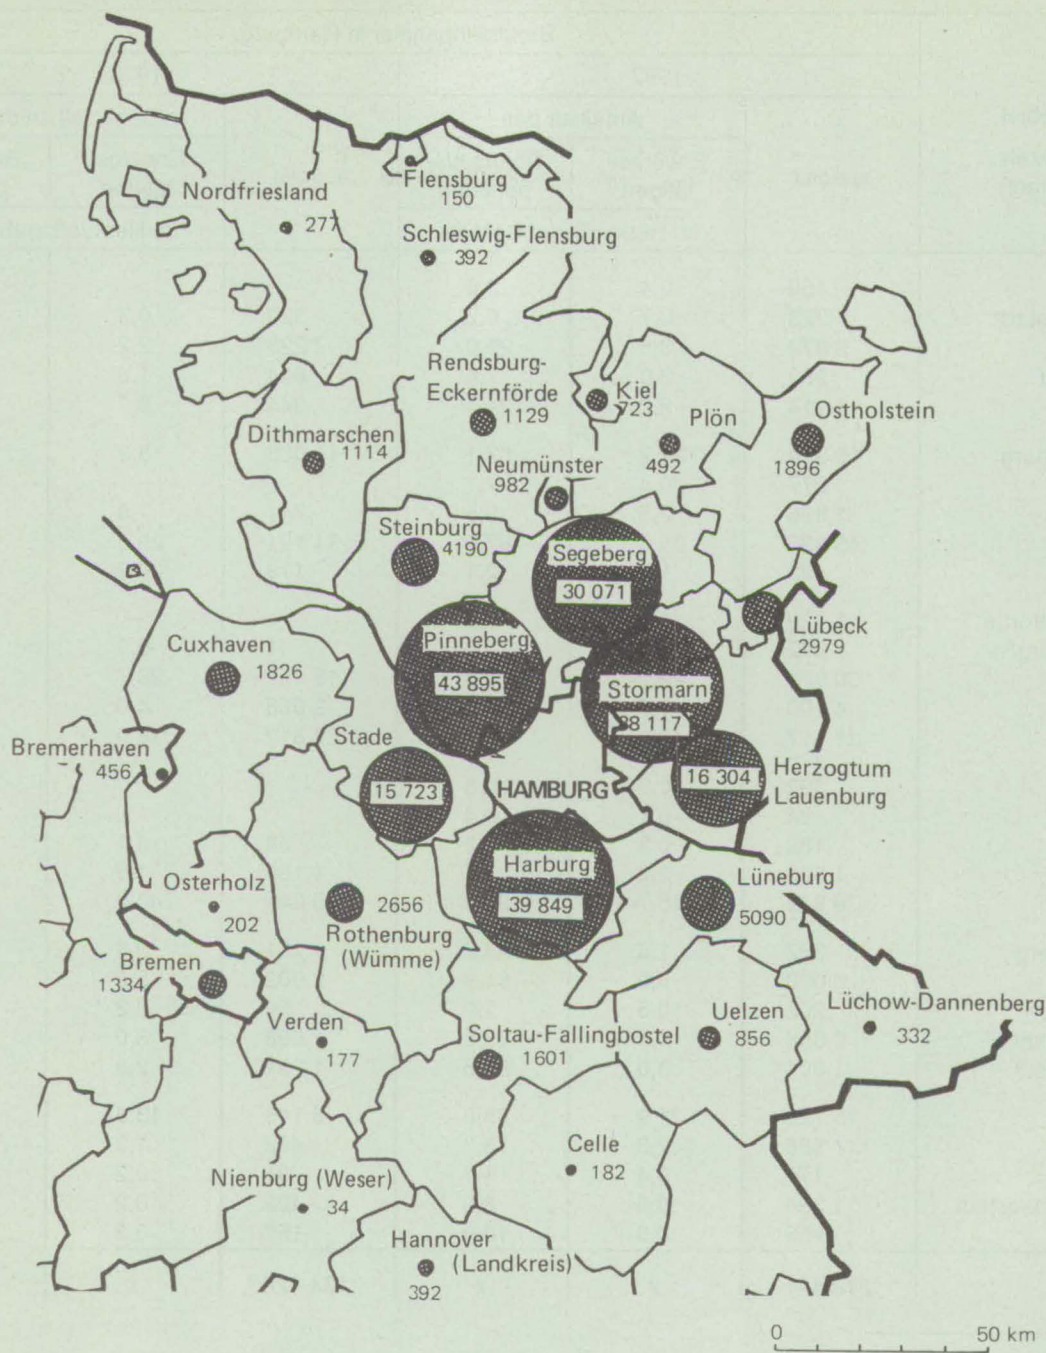 Flensburg
150
Nordfriesland
277
Schleswig-Flensburg
392
Rendsburg-
Eckernförde
1129
Kiel
723
Plön
492
Ostholstein
1896
Dithmarschen
1114
Neumünster
982
Steinburg
4190
Segeberg
30 071
Lübeck
2979
Pinneberg
43 895
Stormarn
38 117
Cuxhaven
1826
Bremerhaven
456
Stade
15 723
HAMBURG
16 304
Herzogtum
Lauenburg
Harburg
39 849
Lüneburg
5090
Osterholz
202
2656
Rothenburg
(Wümme)
Bremen
1334
Verden
177
Soltau-Fallingbostel
1601
Uelzen
856
Lüchow-Dannenberg
332
Celle
182
Nienburg (Weser)
34
Hannover
(Landkreis)
392
0 50 km